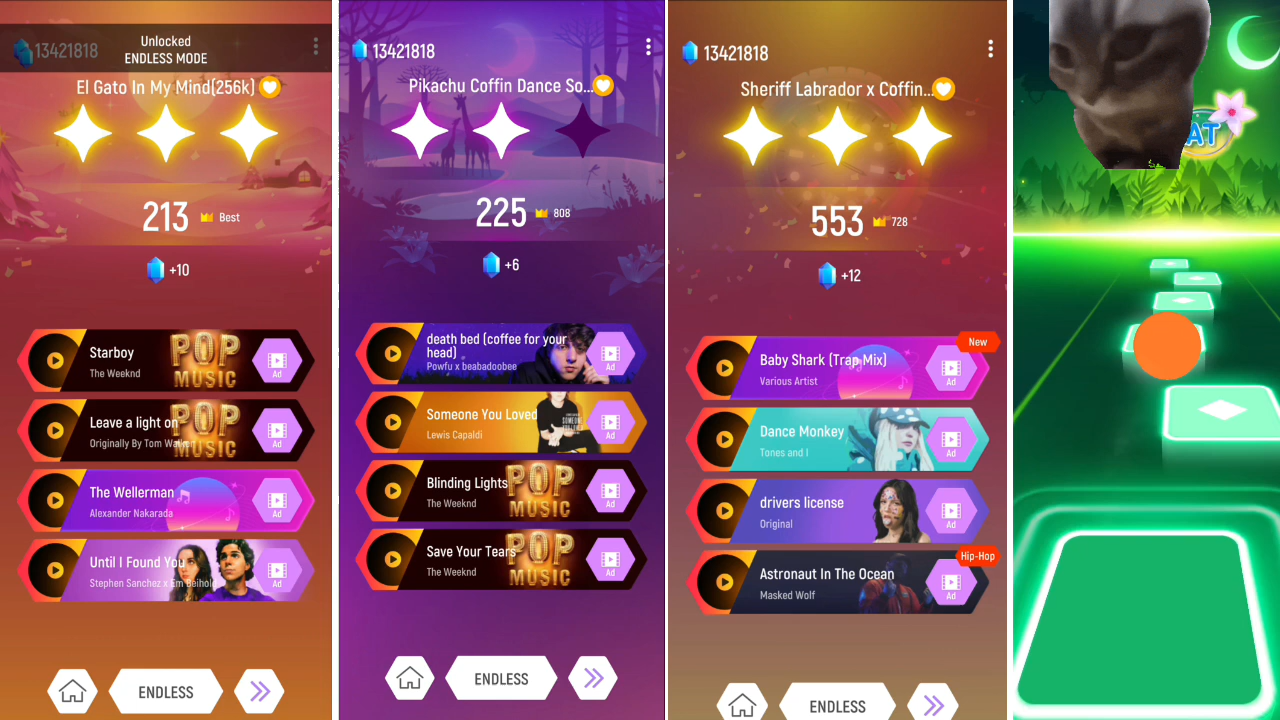 13421818
Unlocked
ENDLESS MODE
El Gato In My Mind(256k)
213
Best
+10
Starboy
The Weeknd
POP
MUSIC
Ad
Leave a light on
Originally By Tom Walker
POP
MUSIC
Ad
The Wellerman
Alexander Nakarada
Ad
Until I Found You
Stephen Sanchez x Em Beihold
Ad
ENDLESS
13421818
Pikachu Coffin Dance So...
225
808
+6
death bed (coffee for your
head)
Powfu x beabadoobee
Ad
Someone You Loved
Lewis Capaldi
SOMEONE
Ad
Blinding Lights
The Weeknd
POP
MUSIC
Ad
Save Your Tears
The Weeknd
POP
MUSIC
Ad
ENDLESS
13421818
Sheriff Labrador x Coffin...
553
728
+12
New
Baby Shark (Trap Mix)
Various Artist
Ad
Dance Monkey
Tones and I
Ad
drivers license
Original
Ad
Hip-Hop
Astronaut In The Ocean
Masked Wolf
Ad
ENDLESS
AT